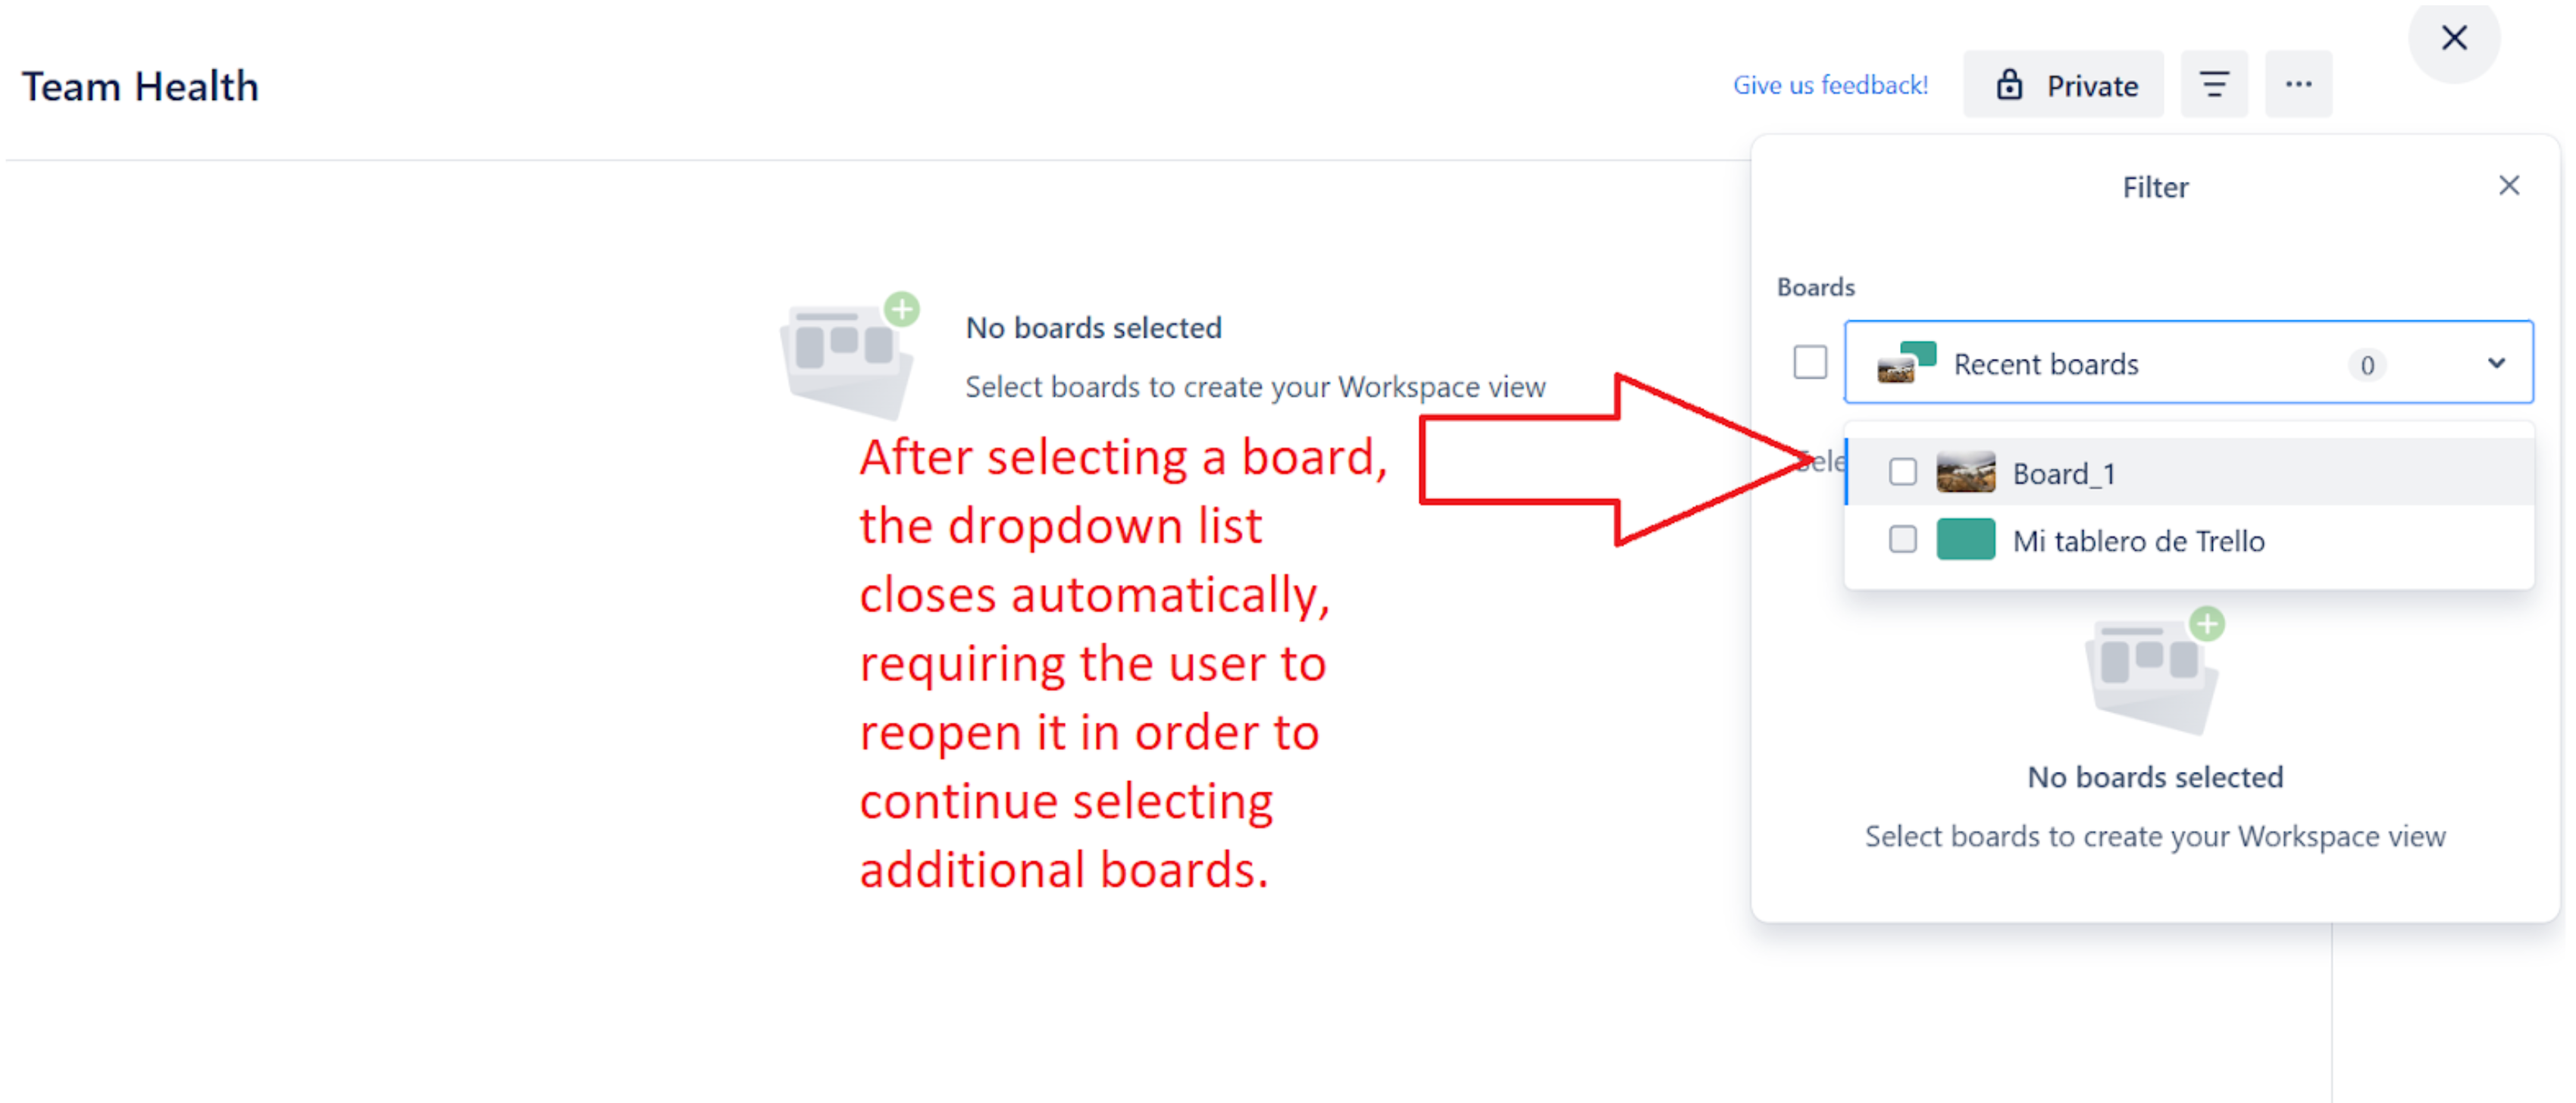 Team Health
Give us feedback!
Private
Filter
Boards
Recent boards 0
No boards selected
Select boards to create your Workspace view
After selecting a board,
the dropdown list
closes automatically,
requiring the user to
reopen it in order to
continue selecting
additional boards.
Board_1
Mi tablero de Trello
No boards selected
Select boards to create your Workspace view